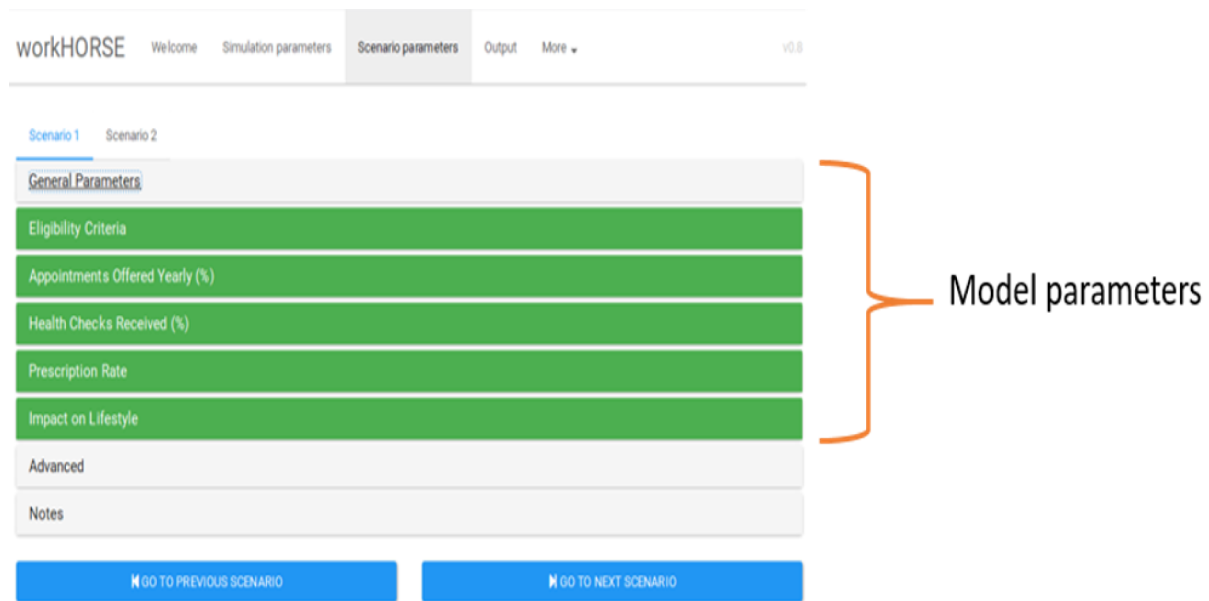 workHORSE Welcome Simulation parameters Scenario parameters Output More v0.8
Scenario 1 Scenario 2
General Parameters
Eligibility Criteria
Appointments Offered Yearly (%)
Health Checks Received (%)
Prescription Rate
Impact on Lifestyle
Advanced
Notes
GO TO PREVIOUS SCENARIO GO TO NEXT SCENARIO
Model parameters